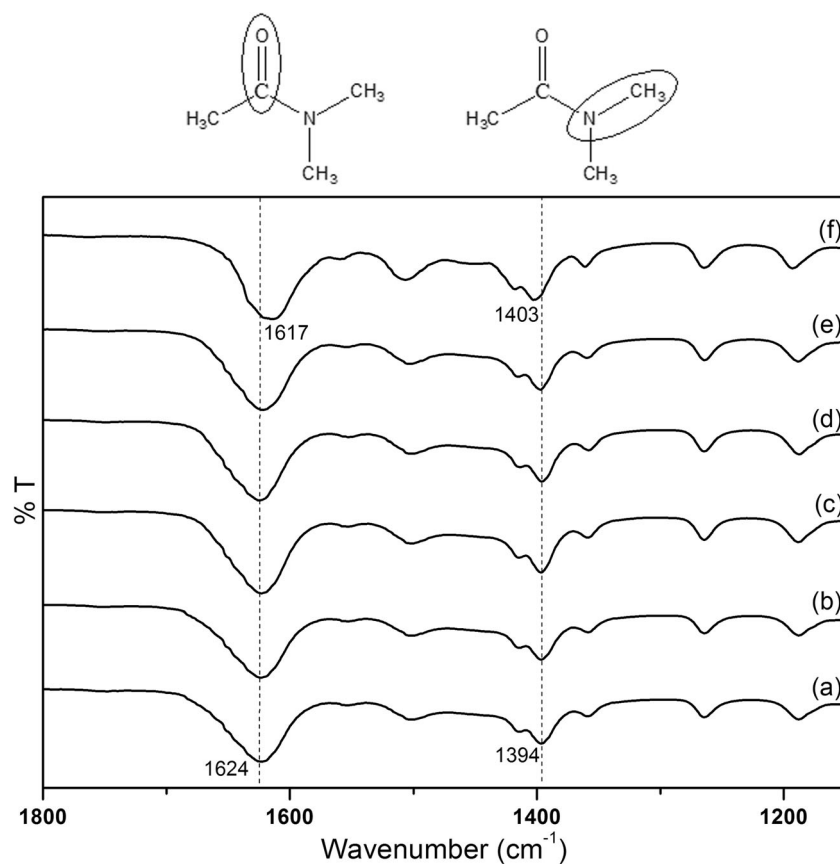 O
C
H₃C
N
CH₃
CH₃
O
C
H₃C
N
CH₃
CH₃
(f)
1617
1403
(e)
(d)
(c)
(b)
(a)
1624
1394
% T
1800
1600
1400
1200
Wavenumber (cm⁻¹)